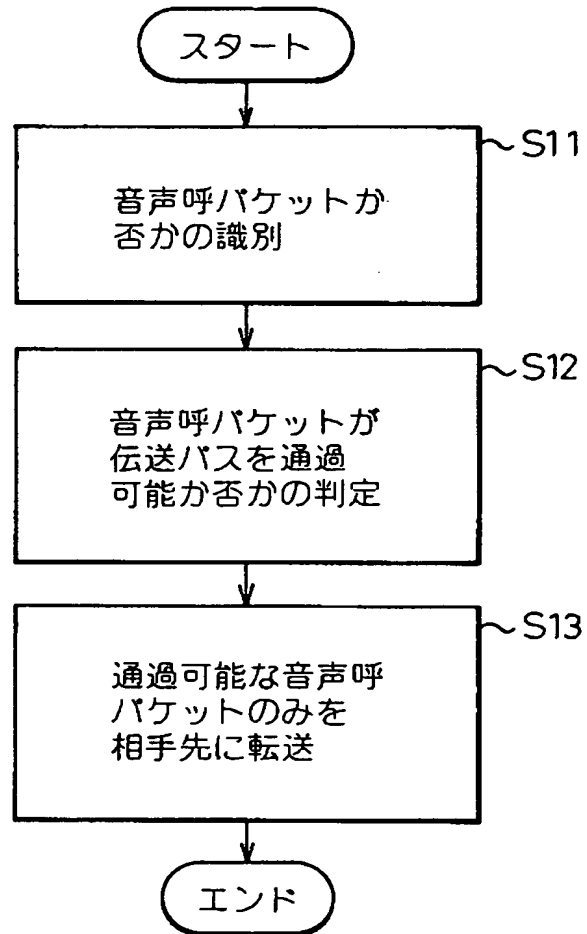 スタート
S11
音声呼パケットか
否かの識別
S12
音声呼パケットが
伝送パスを通過
可能か否かの判定
S13
通過可能な音声呼
パケットのみを
相手先に転送
エンド